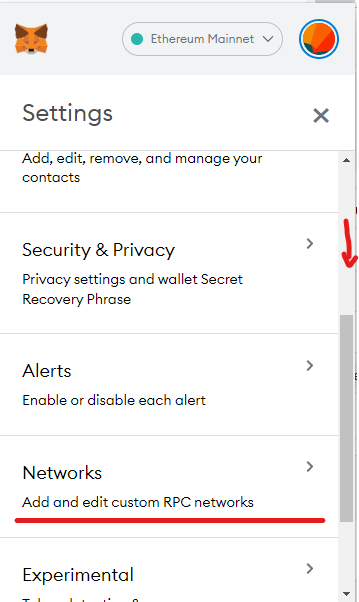 Ethereum Mainnet
Settings
Add, edit, remove, and manage your
contacts
Security & Privacy
Privacy settings and wallet Secret
Recovery Phrase
Alerts
Enable or disable each alert
Networks
Add and edit custom RPC networks
Experimental